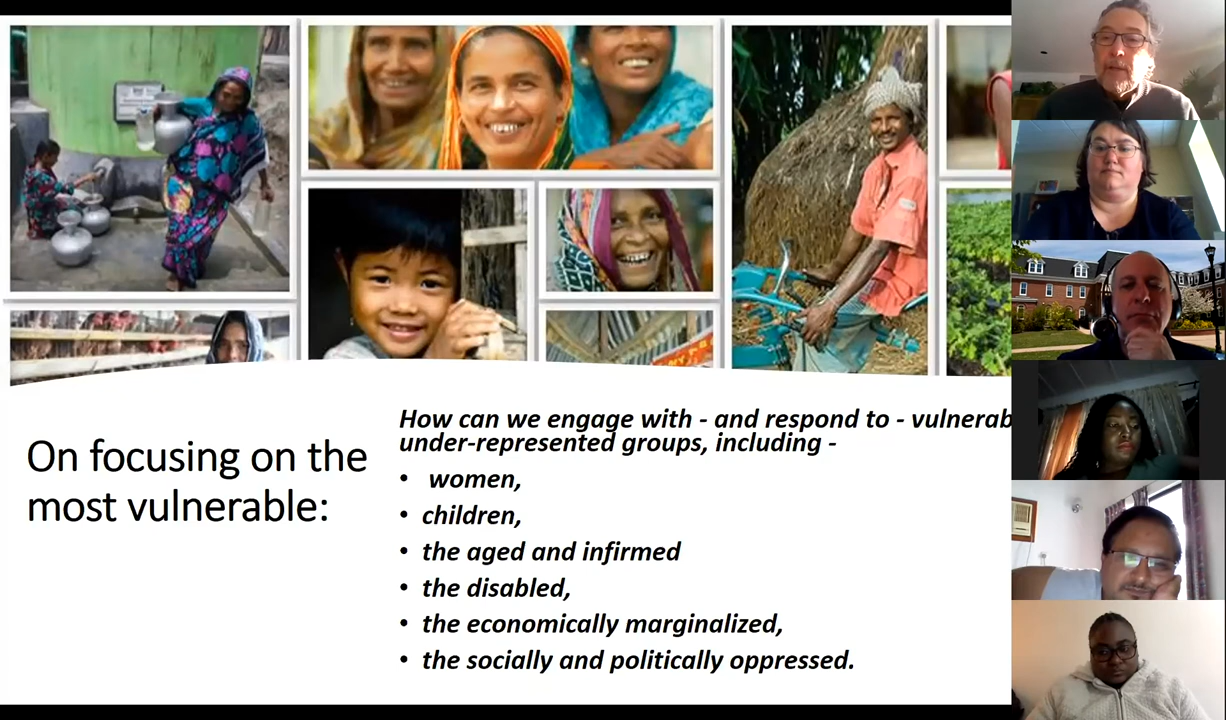 How can we engage with - and respond to - vulnerab
under-represented groups, including -
On focusing on the
most vulnerable:
• women,
• children,
• the aged and infirmed
• the disabled,
• the economically marginalized,
• the socially and politically oppressed.